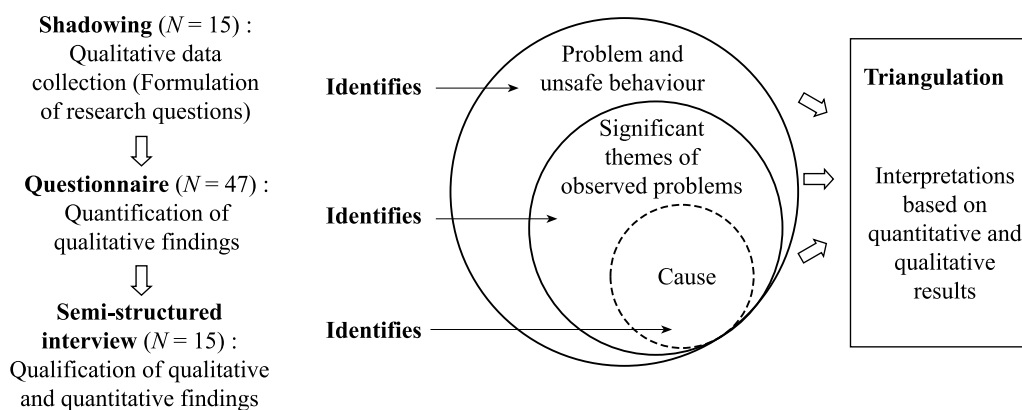 Shadowing (N = 15) :
Qualitative data
collection (Formulation
of research questions)
Questionnaire (N = 47) :
Quantification of
qualitative findings
Semi-structured
interview (N = 15) :
Qualification of qualitative
and quantitative findings
Identifies
Identifies
Identifies
Problem and
unsafe behaviour
Significant
themes of
observed problems
Cause
Triangulation
Interpretations
based on
quantitative and
qualitative
results